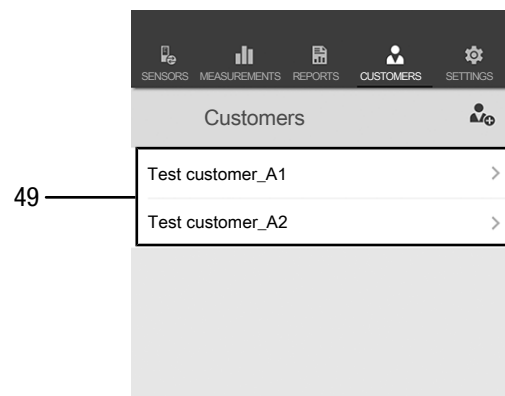 SENSORS MEASUREMENTS REPORTS CUSTOMERS SETTINGS
Customers
Test customer_A1
49
Test customer_A2